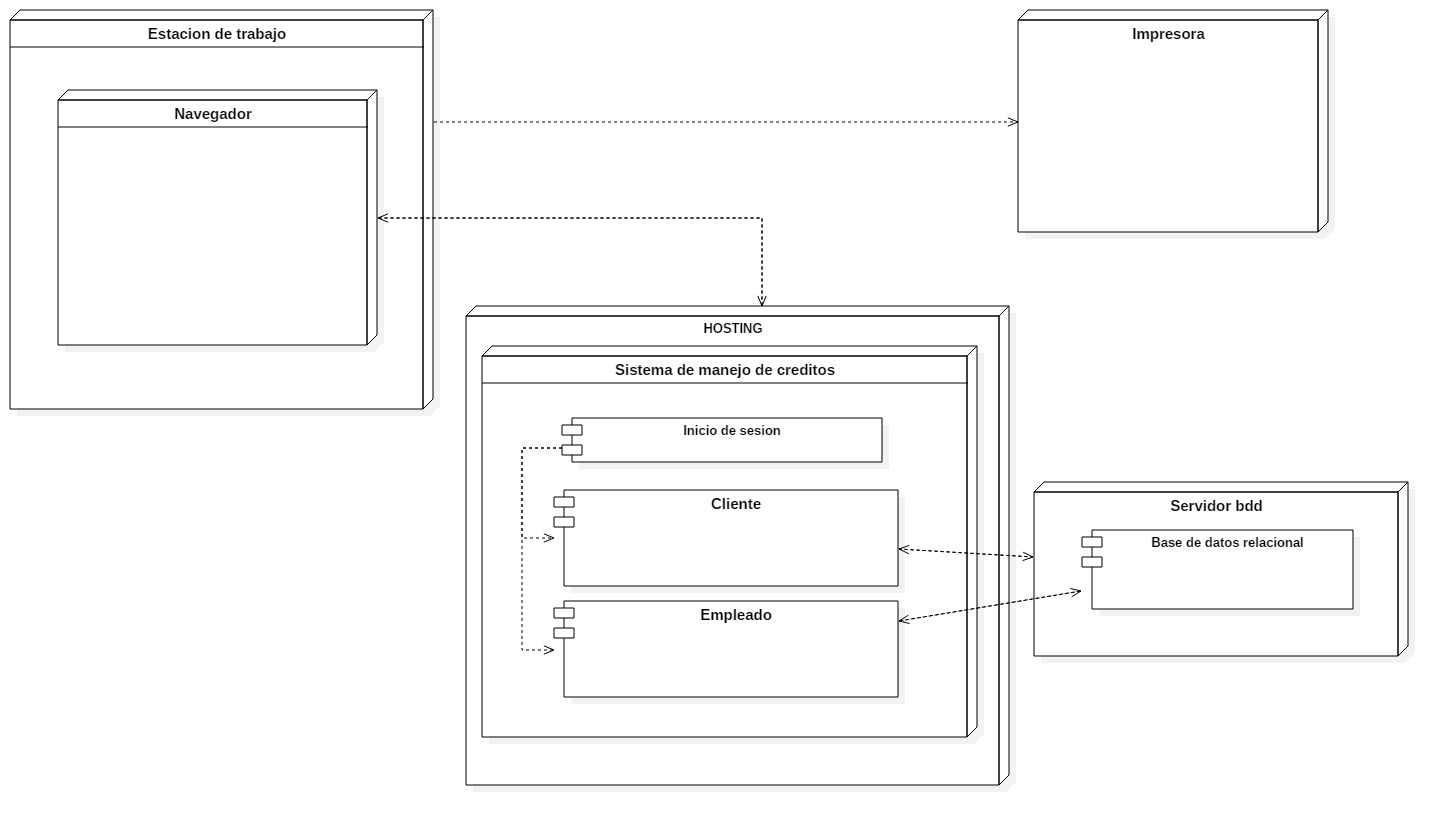 Estacion de trabajo
Impresora
Navegador
HOSTING
Sistema de manejo de creditos
Inicio de sesion
Cliente
Servidor bdd
Base de datos relacional
Empleado